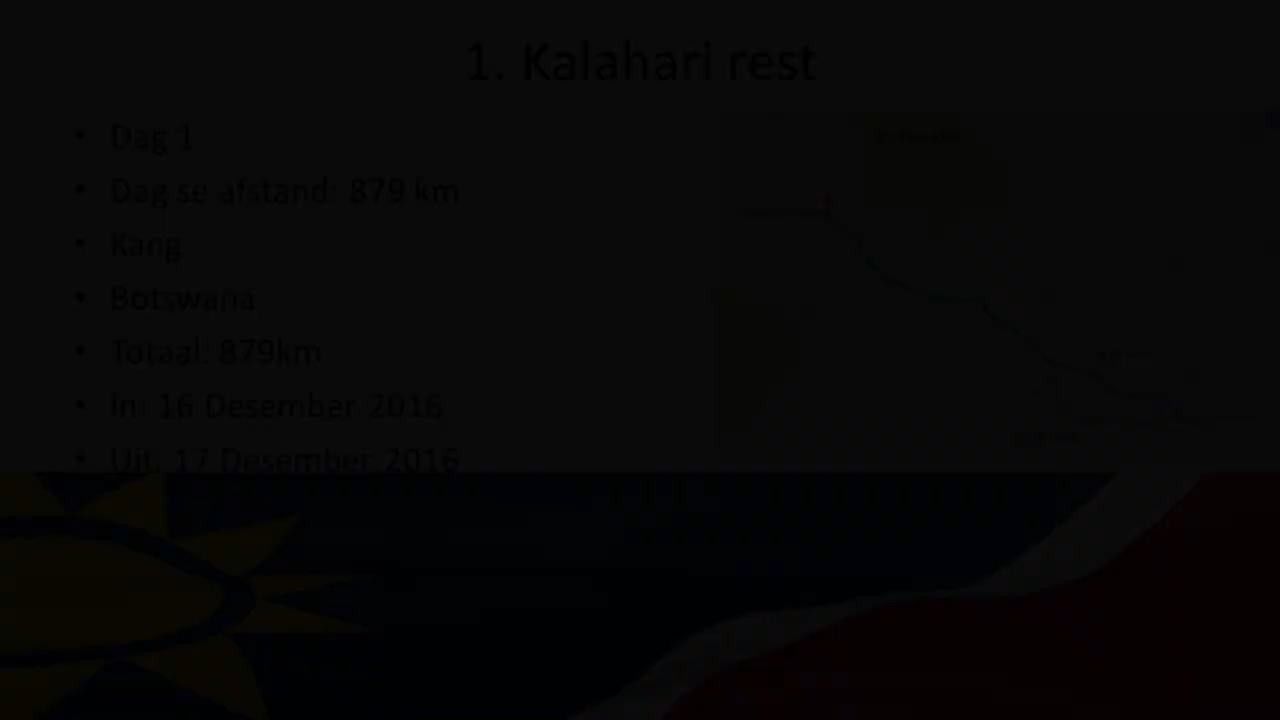 1. Kalahari rest
• Dag 1
• Dag se afstand: 879 km
• Kang
• Botswana
• Totaal: 879km
• In: 16 Desember 2016
• Uit: 17 Desember 2016